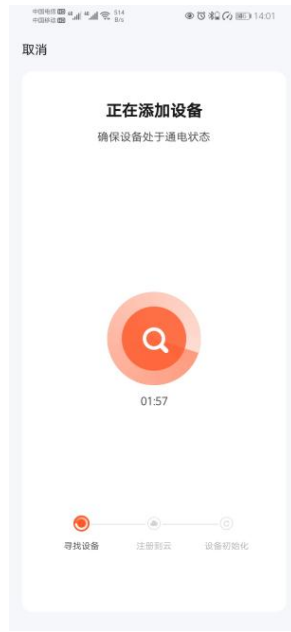 中国电信 HD 514
中国移动 HD B/s 14:01
取消
正在添加设备
确保设备处于通电状态
01:57
寻找设备 注册到云 设备初始化